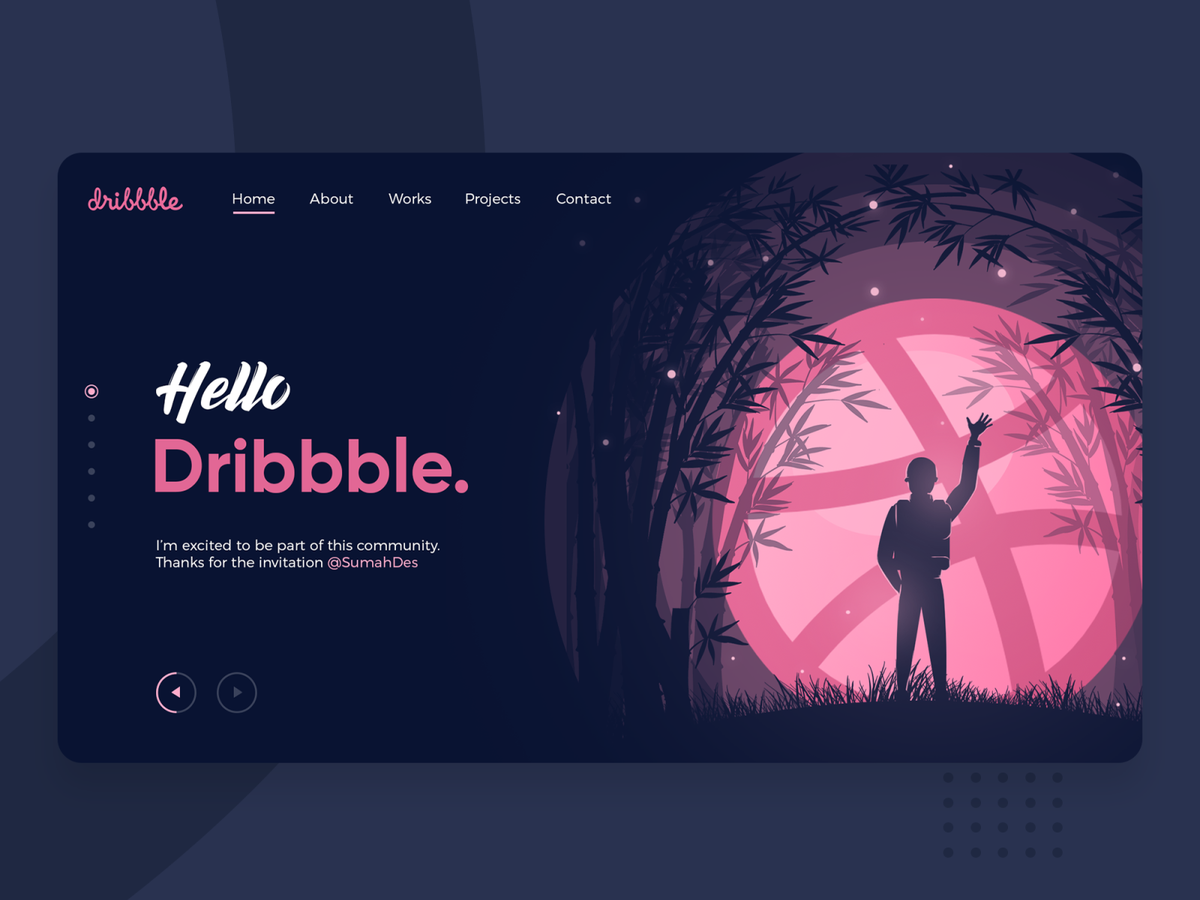 dribbble
Home About Works Projects Contact
Hello
Dribbble.
I'm excited to be part of this community.
Thanks for the invitation @SumahDes